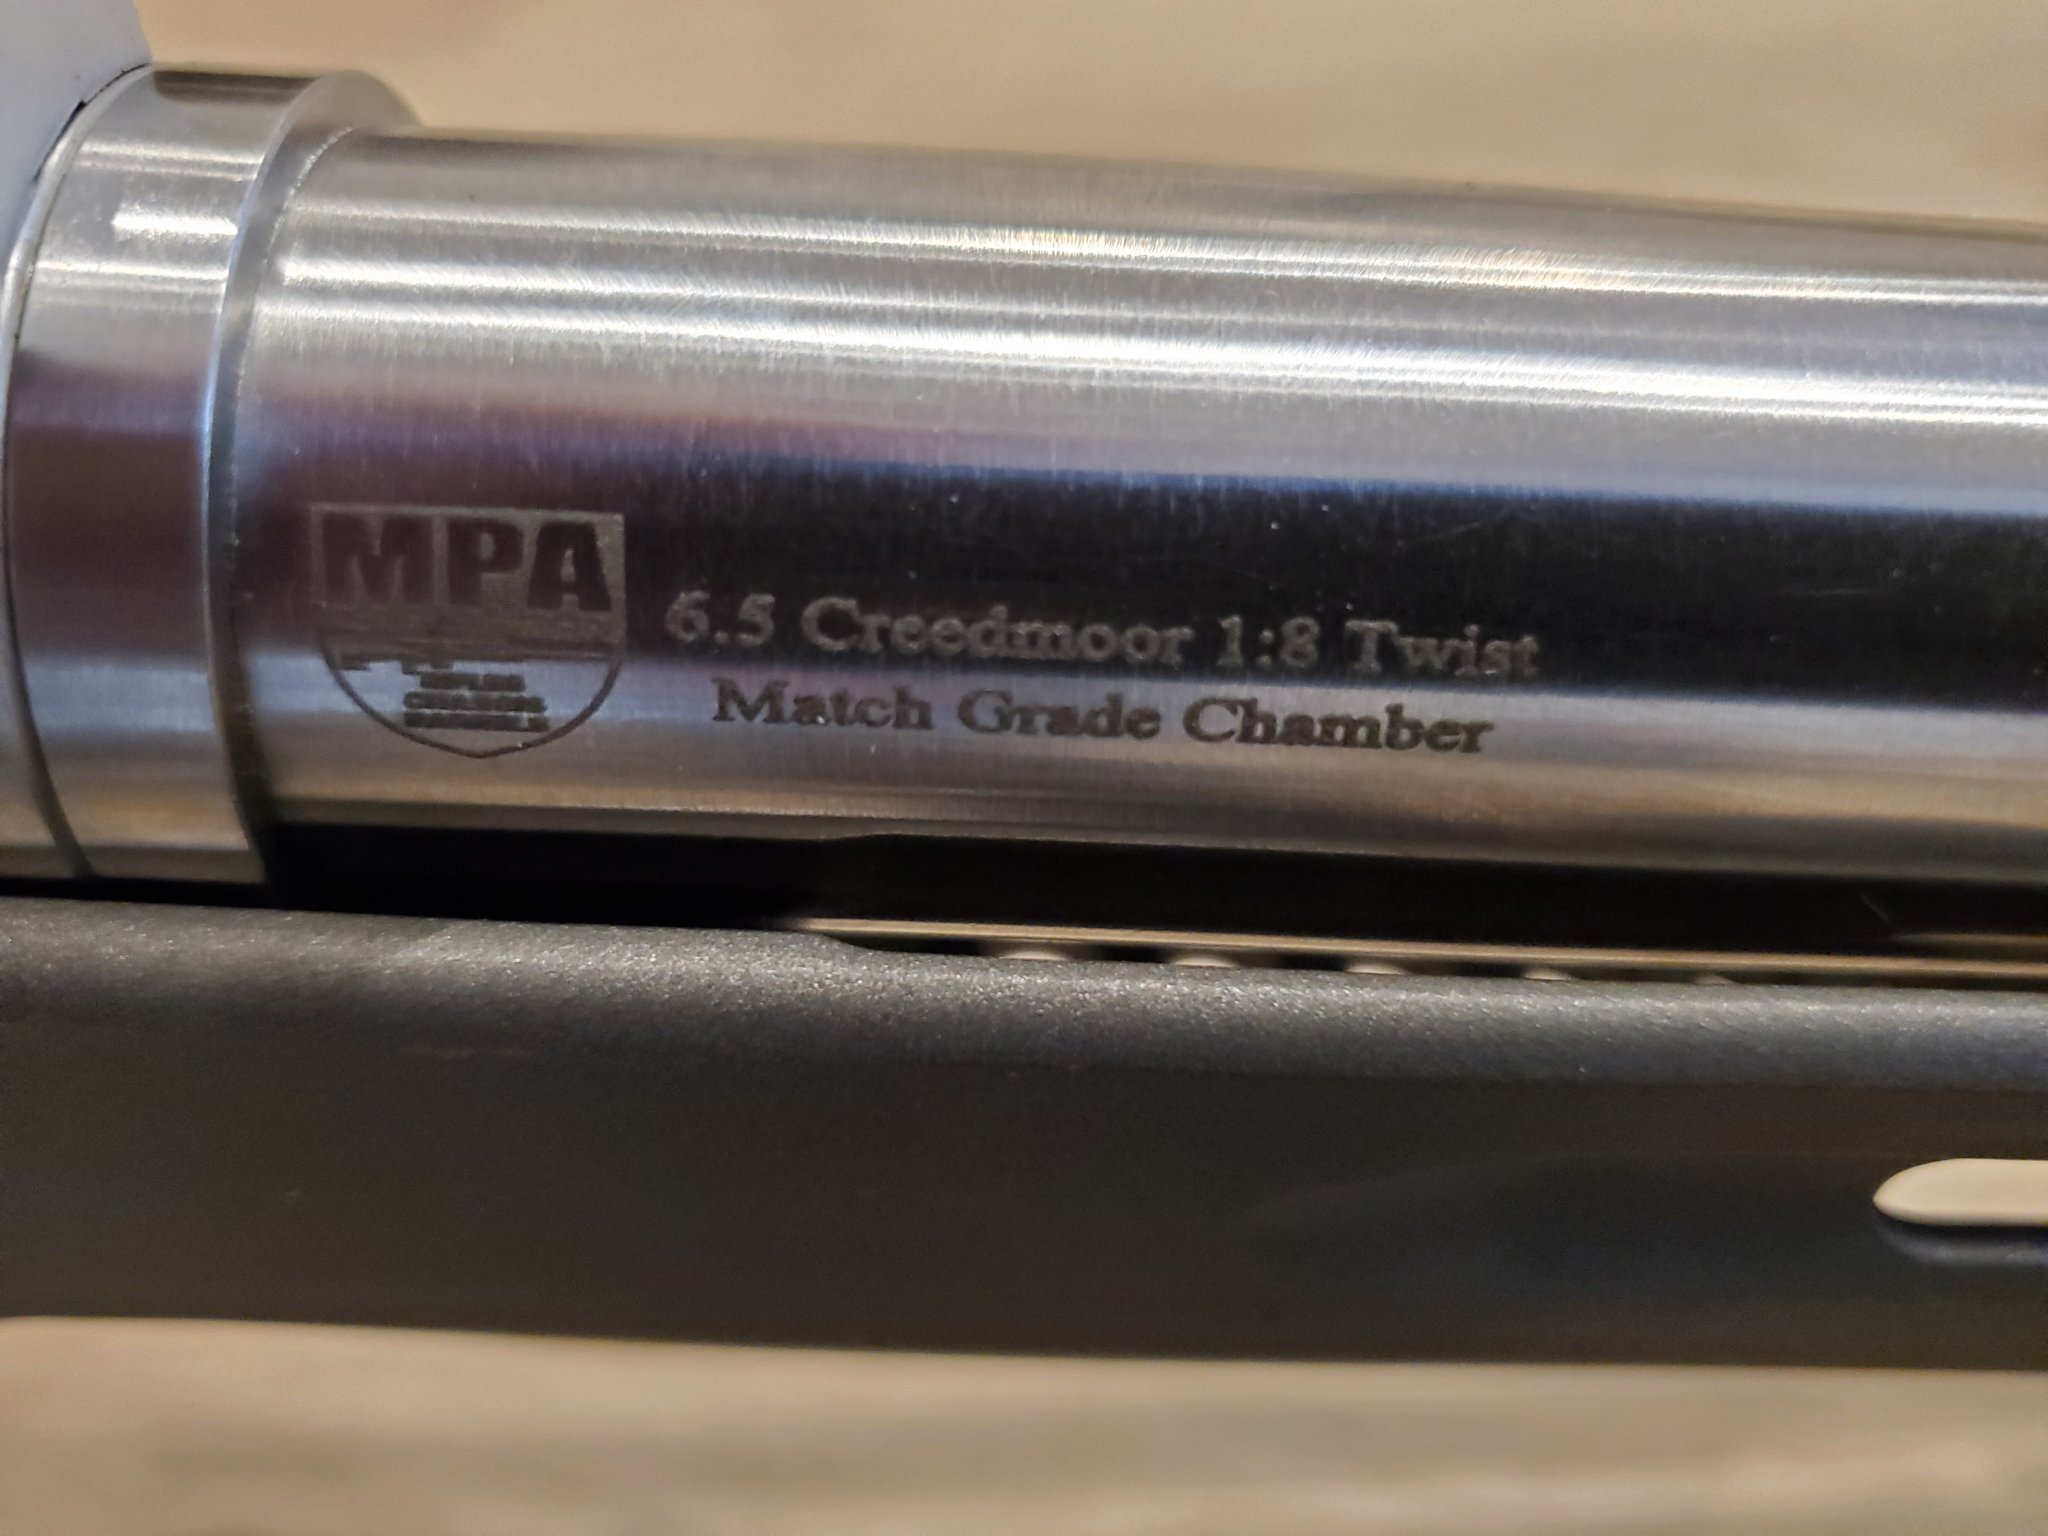 MPA
6.5 Creedmoor 1:8 Twist
Match Grade Chamber